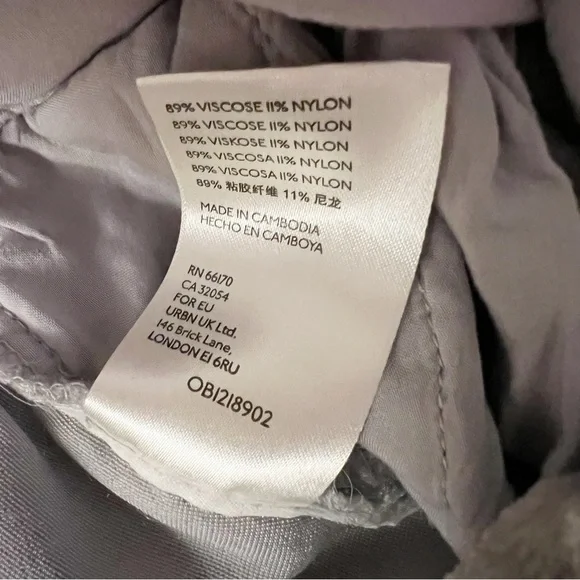 89% VISCOSE 11% NYLON
89% VISCOSE 11% NYLON
89% VISKOSE 11% NYLON
89% VISCOSA 11% NYLON
89% VISCOSA 11% NYLON
89% 粘胶纤维 11% 尼龙
MADE IN CAMBODIA
HECHO EN CAMBOYA
RN 66170
CA 32054
FOR EU
URBN UK Ltd.
146 Brick Lane,
LONDON E1 6RU
OB1218902